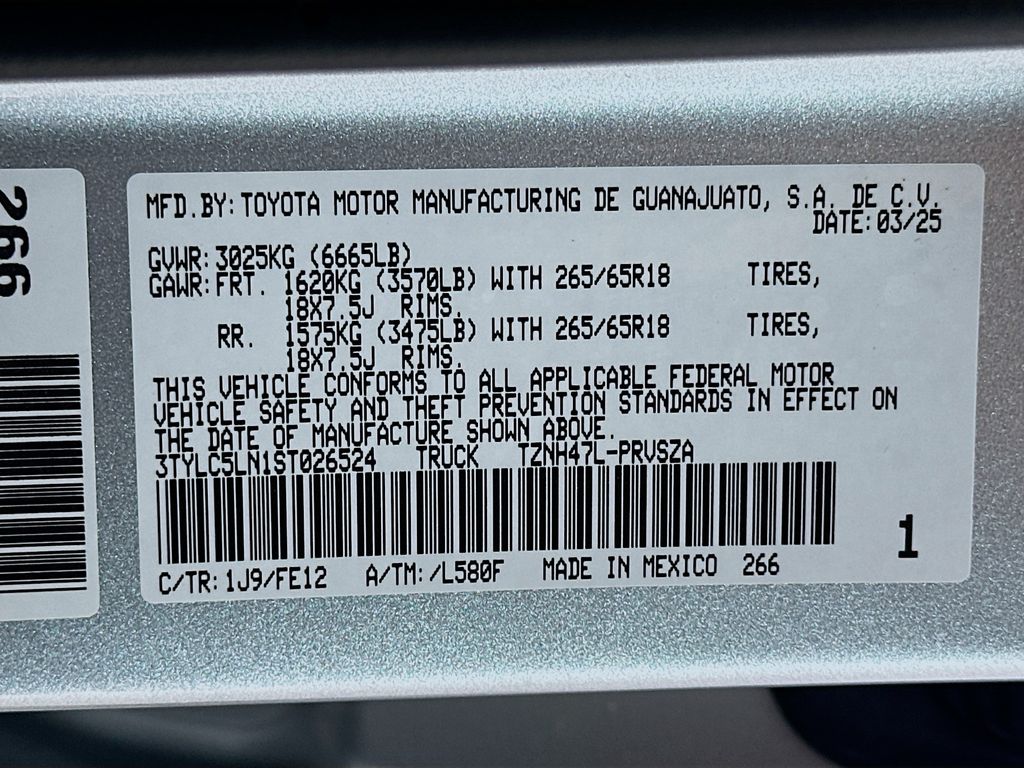 MFD.BY:TOYOTA MOTOR MANUFACTURING DE GUANAJUATO, S.A. DE C.V.
DATE:03/25
GVWR:3025KG (6665LB)
GAWR:FRT. 1620KG (3570LB) WITH 265/65R18 TIRES,
18X7.5J RIMS.
RR. 1575KG (3475LB) WITH 265/65R18 TIRES,
18X7.5J RIMS.
THIS VEHICLE CONFORMS TO ALL APPLICABLE FEDERAL MOTOR
VEHICLE SAFETY AND THEFT PREVENTION STANDARDS IN EFFECT ON
THE DATE OF MANUFACTURE SHOWN ABOVE.
3TYLC5LN1ST026524 TRUCK TZNH47L-PRVSZA
1
C/TR:1J9/FE12 A/TM:/L580F MADE IN MEXICO 266
266